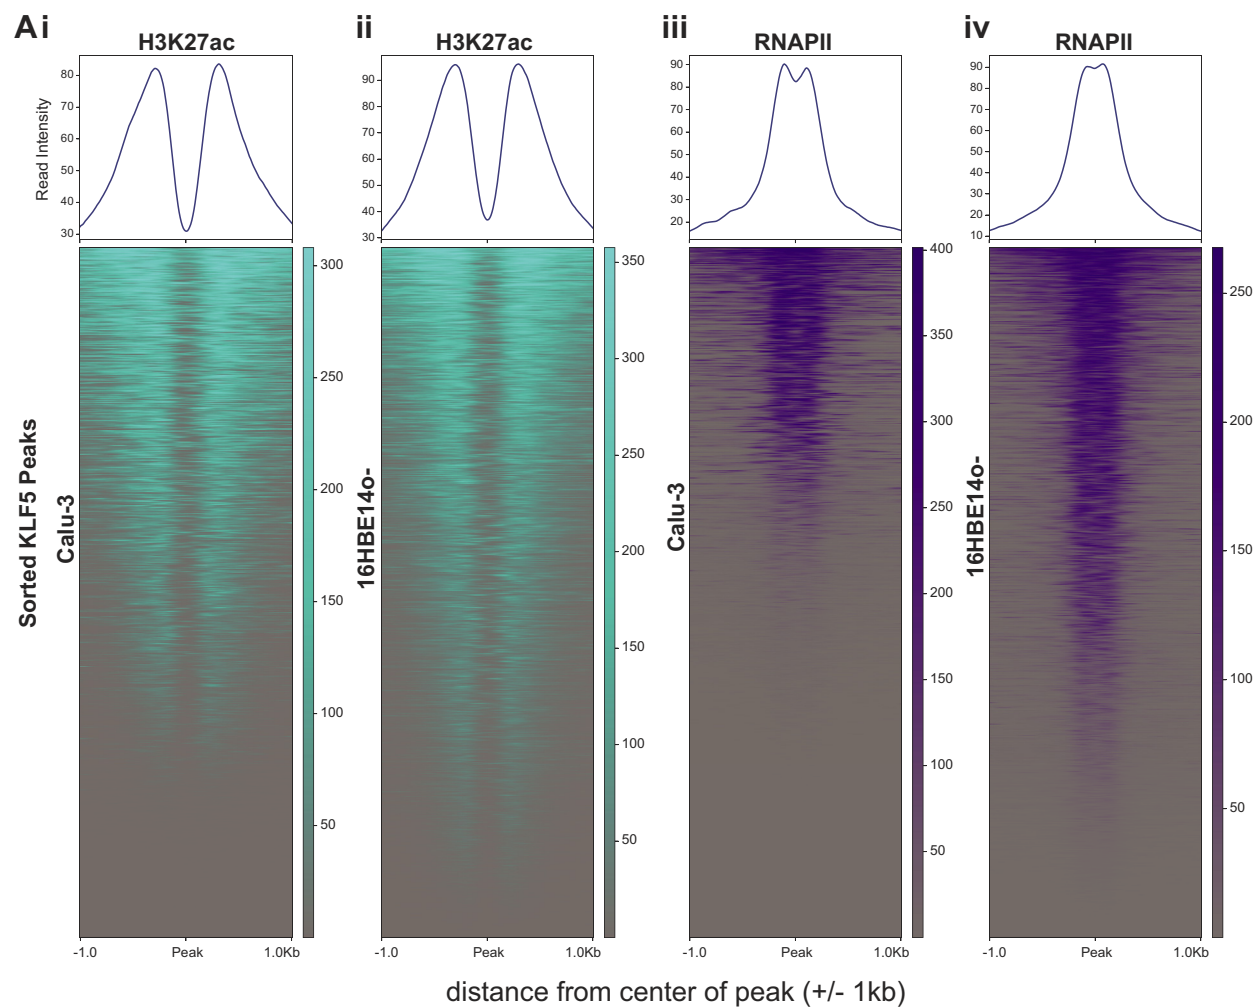 A i
H3K27ac
Read Intensity
80
70
60
50
40
30
ii
H3K27ac
90
80
70
60
50
40
30
iii
RNAPII
90
80
70
60
50
40
30
20
iv
RNAPII
90
80
70
60
50
40
30
20
10
Sorted KLF5 Peaks
Calu-3
300
250
200
150
100
50
-1.0 Peak 1.0Kb
16HBE14o-
350
300
250
200
150
100
50
-1.0 Peak 1.0Kb
Calu-3
400
350
300
250
200
150
100
50
-1.0 Peak 1.0Kb
16HBE14o-
250
200
150
100
50
-1.0 Peak 1.0Kb
distance from center of peak (+/- 1kb)